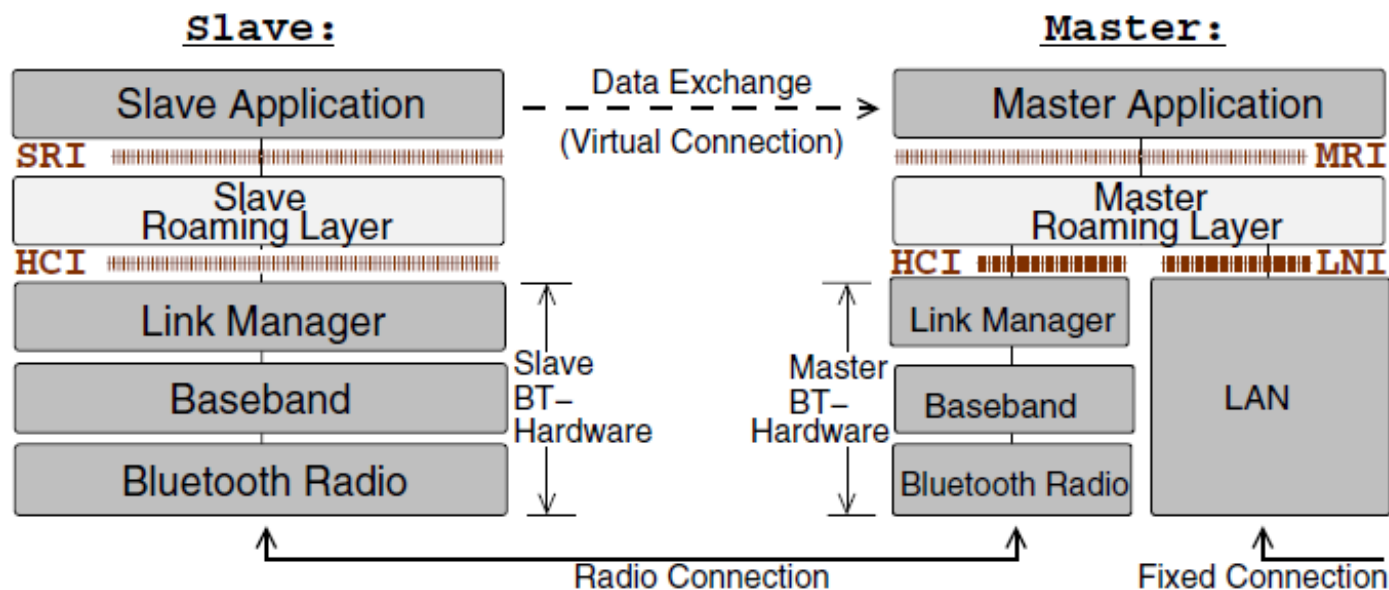 Slave:
Master:
Slave Application
Data Exchange
(Virtual Connection)
Master Application
SRI
MRI
Slave
Roaming Layer
Master
Roaming Layer
HCI
HCI
LNI
Link Manager
Baseband
Bluetooth Radio
Slave
BT–
Hardware
Master
BT–
Hardware
Link Manager
Baseband
Bluetooth Radio
LAN
Radio Connection
Fixed Connection